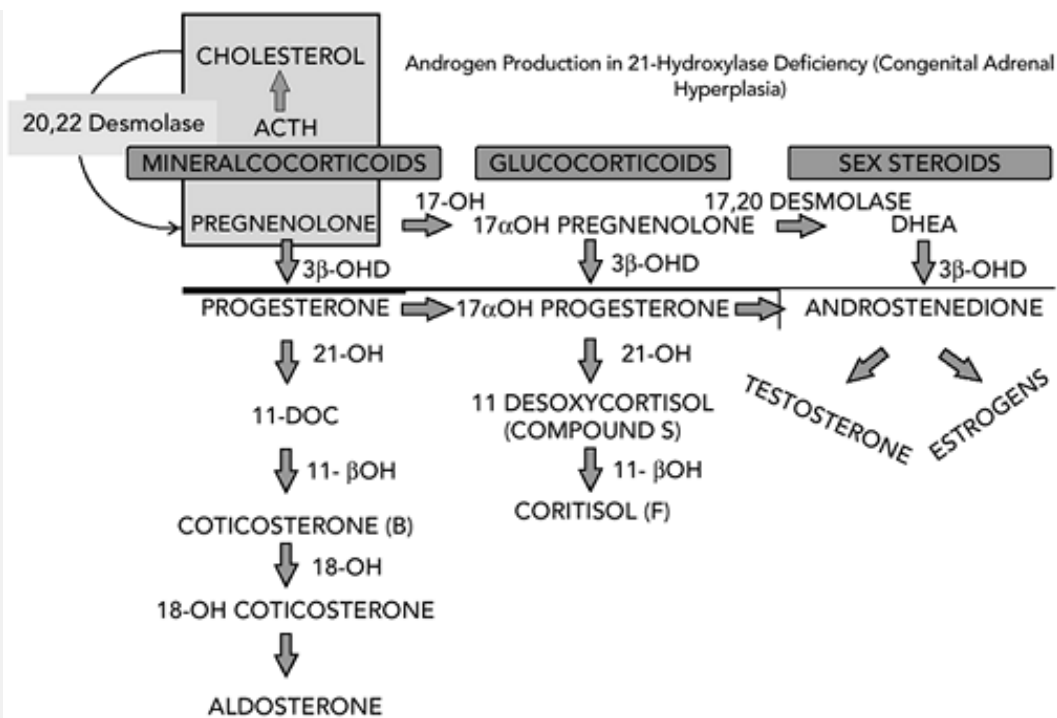 CHOLESTEROL
Androgen Production in 21-Hydroxylase Deficiency (Congenital Adrenal
Hyperplasia)
20,22 Desmolase
ACTH
MINERALCOCORTICOIDS
GLUCOCORTICOIDS
SEX STEROIDS
17-OH
17,20 DESMOLASE
PREGNENOLONE
17αOH PREGNENOLONE
DHEA
3β-OHD
3β-OHD
3β-OHD
PROGESTERONE
17αOH PROGESTERONE
ANDROSTENEDIONE
21-OH
21-OH
TESTOSTERONE
ESTROGENS
11-DOC
11 DESOXYCORTISOL
(COMPOUND S)
11- βOH
11- βOH
COTICOSTERONE (B)
CORITISOL (F)
18-OH
18-OH COTICOSTERONE
ALDOSTERONE